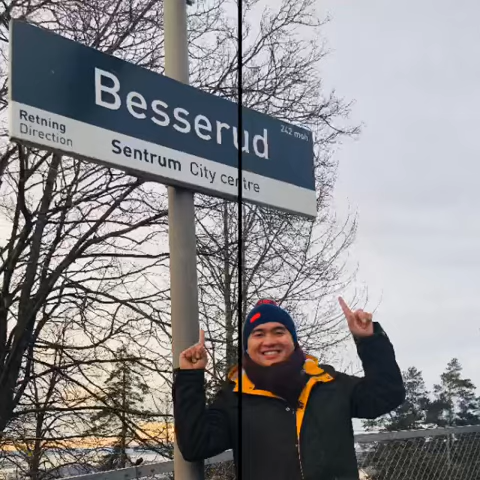 Besserud
242 moh
Retning
Direction
Sentrum City centre